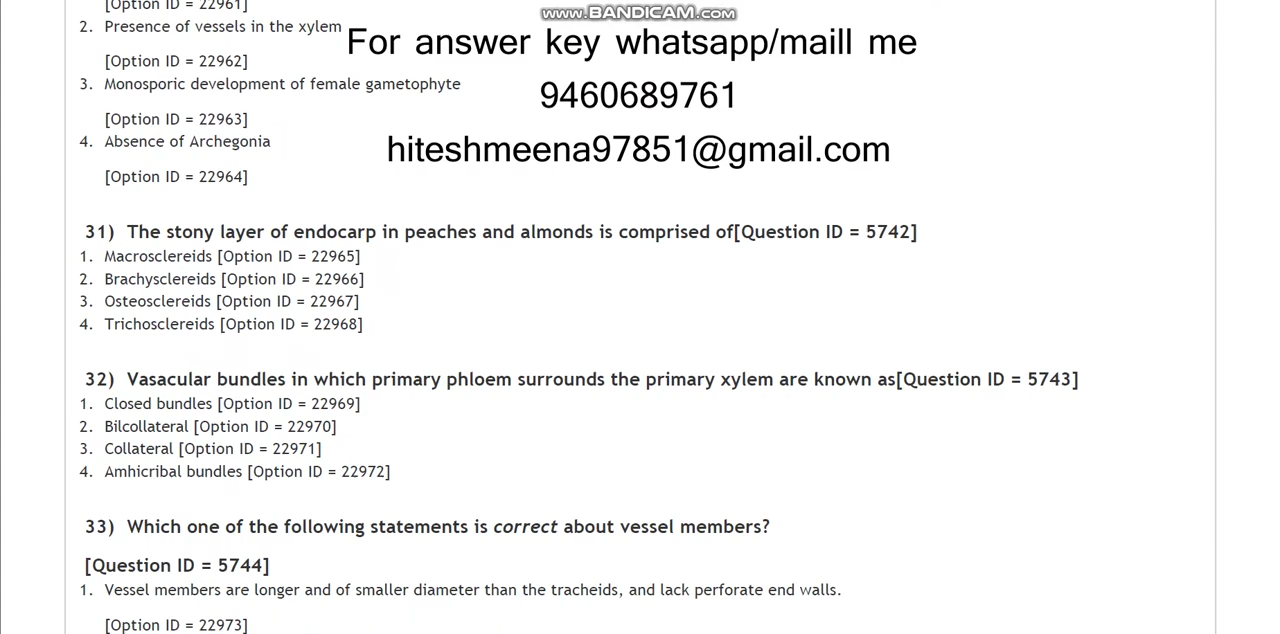 [Option ID = 22961]
www.BANDICAM.com
2. Presence of vessels in the xylem
For answer key whatsapp/maill me
[Option ID = 22962]
3. Monosporic development of female gametophyte
9460689761
[Option ID = 22963]
4. Absence of Archegonia
hiteshmeena97851@gmail.com
[Option ID = 22964]
31) The stony layer of endocarp in peaches and almonds is comprised of[Question ID = 5742]
1. Macrosclereids [Option ID = 22965]
2. Brachysclereids [Option ID = 22966]
3. Osteosclereids [Option ID = 22967]
4. Trichosclereids [Option ID = 22968]
32) Vasacular bundles in which primary phloem surrounds the primary xylem are known as[Question ID = 5743]
1. Closed bundles [Option ID = 22969]
2. Bilcollateral [Option ID = 22970]
3. Collateral [Option ID = 22971]
4. Amhicribal bundles [Option ID = 22972]
33) Which one of the following statements is correct about vessel members?
[Question ID = 5744]
1. Vessel members are longer and of smaller diameter than the tracheids, and lack perforate end walls.
[Option ID = 22973]